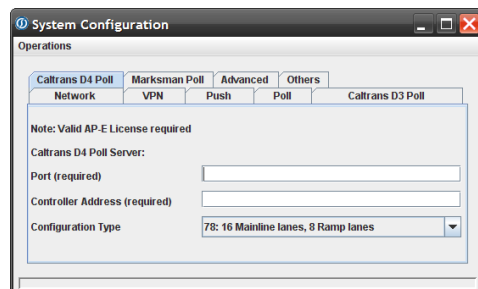 System Configuration
Operations
Caltrans D4 Poll Marksman Poll Advanced Others
Network VPN Push Poll Caltrans D3 Poll
Note: Valid AP-E License required
Caltrans D4 Poll Server:
Port (required)
Controller Address (required)
Configuration Type 78: 16 Mainline lanes, 8 Ramp lanes